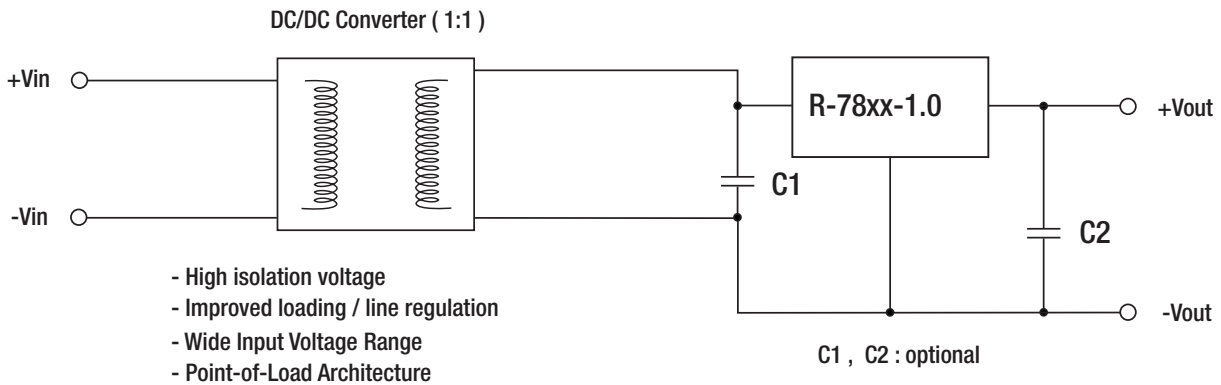 DC/DC Converter ( 1:1 )
+Vin
R-78xx-1.0
+Vout
C1
-Vin
C2
- High isolation voltage
- Improved loading / line regulation
- Wide Input Voltage Range
- Point-of-Load Architecture
-Vout
C1 , C2 : optional